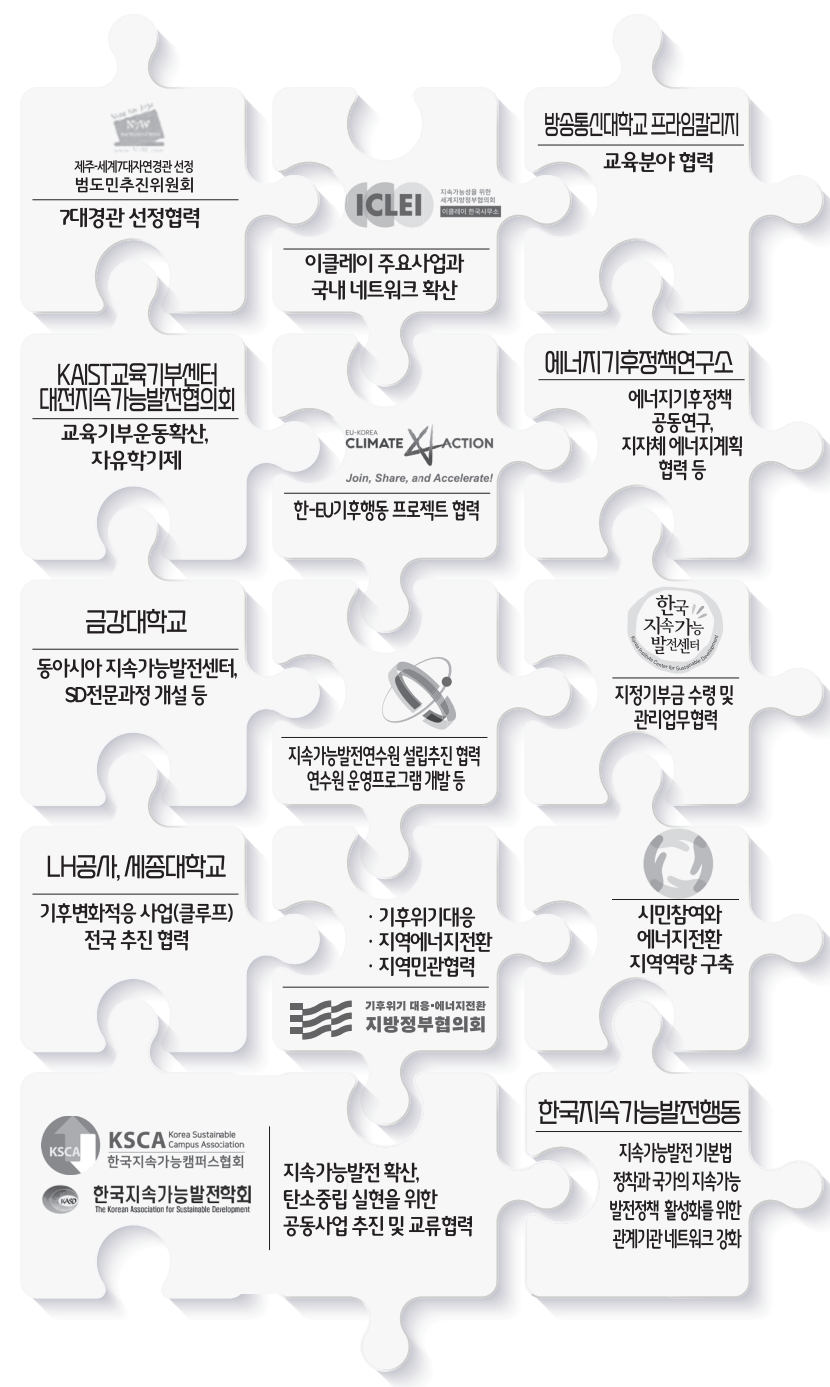 제주-세계7대자연경관 선정
범도민추진위원회
7대경관 선정협력
ICLEI
지속가능성을 위한
세계지방정부협의회
이클레이 한국사무소
이클레이 주요사업과
국내 네트워크 확산
방송통신대학교 프라임칼리지
교육분야 협력
KAIST교육기부센터
대전지속가능발전협의회
교육기부운동확산,
자유학기제
EU-KOREA
CLIMATE ACTION
Join, Share, and Accelerate!
한-EU기후행동 프로젝트 협력
에너지기후정책연구소
에너지기후정책
공동연구,
지자체 에너지계획
협력 등
금강대학교
동아시아 지속가능발전센터,
SD전문과정 개설 등
지속가능발전연수원 설립추진 협력
연수원 운영프로그램 개발 등
한국
지속가능
발전센터
Korea Institute Center for Sustainable Development
지정기부금 수령 및
관리업무협력
LH공사, 세종대학교
기후변화적응 사업(클루프)
전국 추진 협력
· 기후위기대응
· 지역에너지전환
· 지역민관협력
기후위기 대응·에너지전환
지방정부협의회
시민참여와
에너지전환
지역역량 구축
KSCA
KSCA Korea Sustainable
Campus Association
한국지속가능캠퍼스협회
KASD
한국지속가능발전학회
The Korean Association for Sustainable Development
지속가능발전 확산,
탄소중립 실현을 위한
공동사업 추진 및 교류협력
한국지속가능발전행동
지속가능발전 기본법
정착과 국가의 지속가능
발전정책 활성화를 위한
관계기관 네트워크 강화